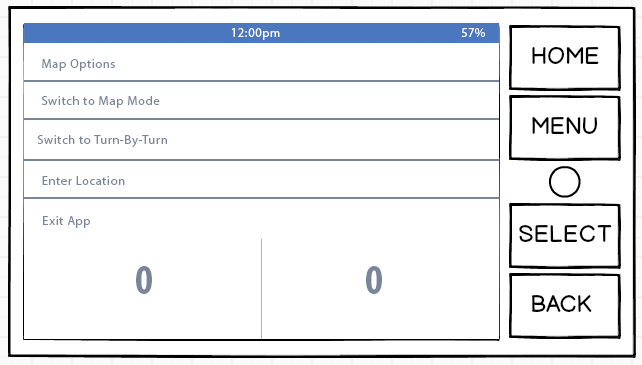 12:00pm 57%
Map Options
Switch to Map Mode
Switch to Turn-By-Turn
Enter Location
Exit App
0 0
HOME
MENU
SELECT
BACK